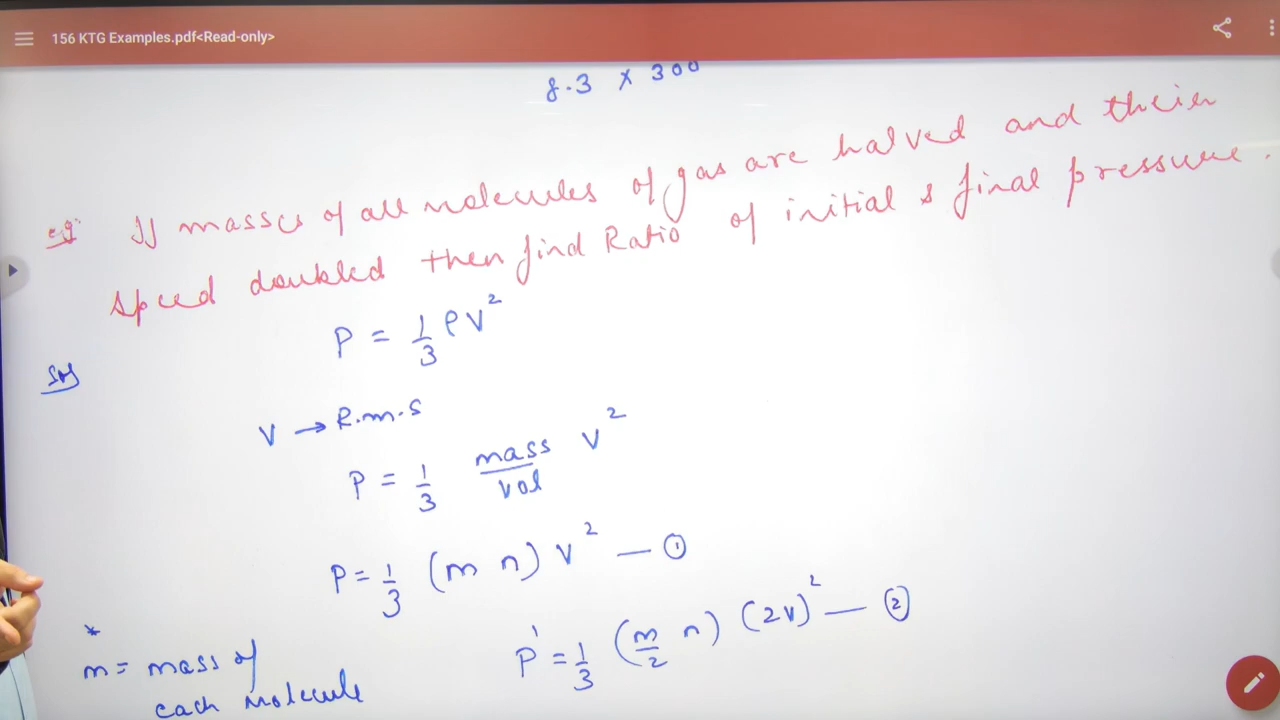 156 KTG Examples.pdf<Read-only>
8.3 × 300
eg: If masses of all molecules of gas are halved and their
speed doubled then find Ratio of initial & final pressure.
Sol
P = 1/3 ρv²
V → R.m.s
P = 1/3 mass/vol v²
P = 1/3 (m n) v² — ①
P' = 1/3 (m/2 n) (2v)² — ②
* m = mass of
each molecule